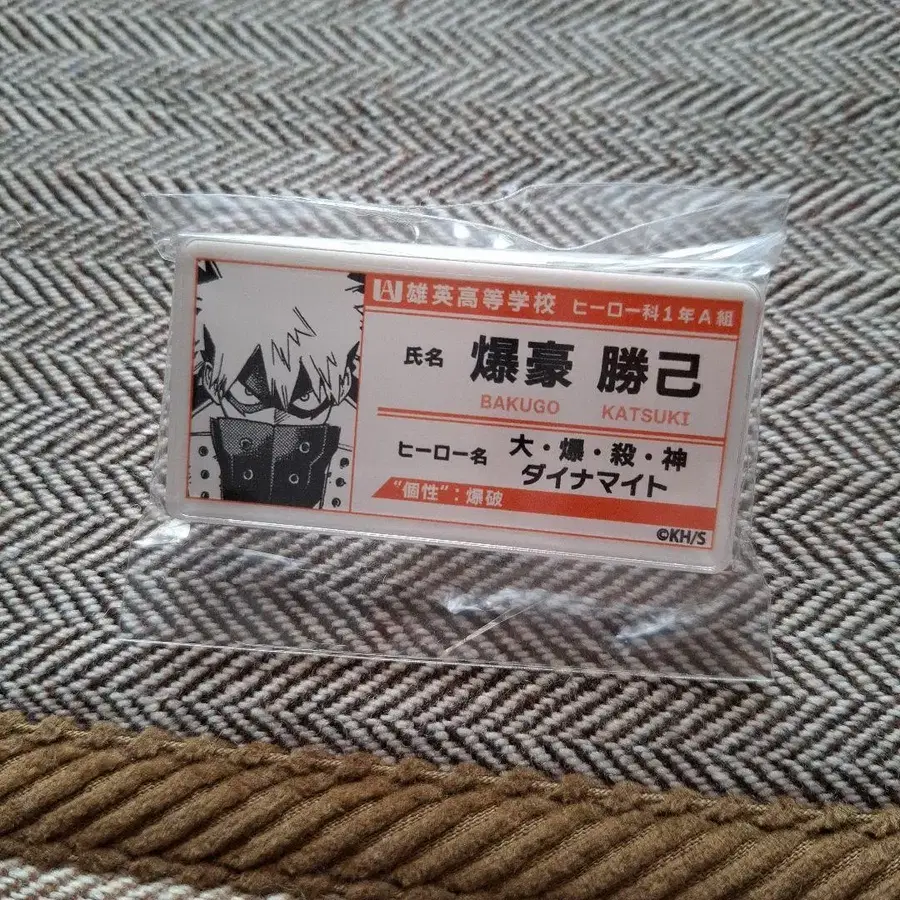 UA 雄英高等学校 ヒーロー科1年A組
氏名 爆豪 勝己
BAKUGO KATSUKI
ヒーロー名 大・爆・殺・神
ダイナマイト
“個性”：爆破
©KH/S